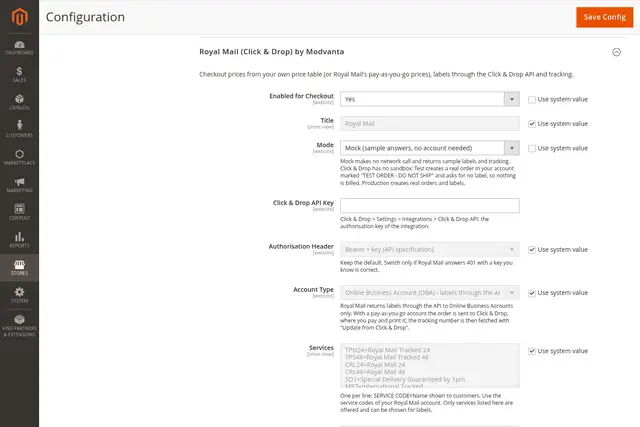 Configuration
Save Config
DASHBOARD
SALES
CATALOG
CUSTOMERS
MARKETPLACE
MARKETING
CONTENT
REPORTS
STORES
SYSTEM
FIND PARTNERS
& EXTENSIONS
Royal Mail (Click & Drop) by Modvanta
Checkout prices from your own price table (or Royal Mail's pay-as-you-go prices), labels through the Click & Drop API and tracking.
Enabled for Checkout
[website]
Yes
Use system value
Title
[store view]
Royal Mail
Use system value
Mode
[website]
Mock (sample answers, no account needed)
Use system value
Mock makes no network call and returns sample labels and tracking.
Click & Drop has no sandbox: Test creates a real order in your account
marked "TEST ORDER - DO NOT SHIP" and asks for no label, so nothing
is billed. Production creates real orders and labels.
Click & Drop API Key
[website]
Click & Drop > Settings > Integrations > Click & Drop API: the
authorisation key of the integration.
Authorisation Header
[website]
Bearer + key (API specification)
Use system value
Keep the default. Switch only if Royal Mail answers 401 with a key you
know is correct.
Account Type
[website]
Online Business Account (OBA) - labels through the AI
Use system value
Royal Mail returns labels through the API to Online Business Accounts
only. With a pay-as-you-go account the order is sent to Click & Drop,
where you pay and print it; the tracking number is then fetched with
"Update from Click & Drop".
Services
[store view]
TPN24=Royal Mail Tracked 24
TPS48=Royal Mail Tracked 48
CRL24=Royal Mail 24
CRL48=Royal Mail 48
SD1=Special Delivery Guaranteed by 1pm
MP7=International Tracked
Use system value
One per line: SERVICE CODE=Name shown to customers. Use the
service codes of your Royal Mail account. Only services listed here are
offered and can be chosen for labels.